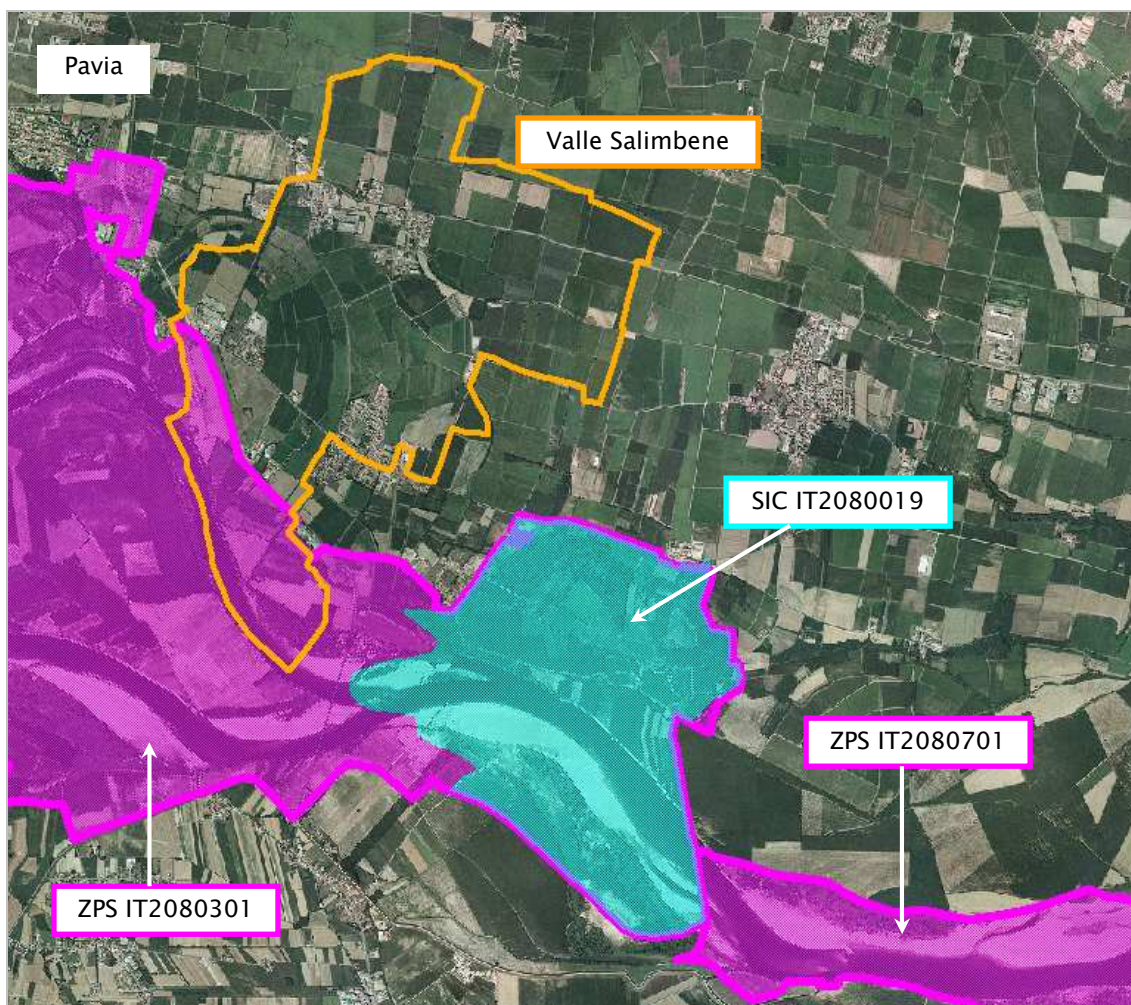 Pavia
Valle Salimbene
SIC IT2080019
ZPS IT2080701
ZPS IT2080301